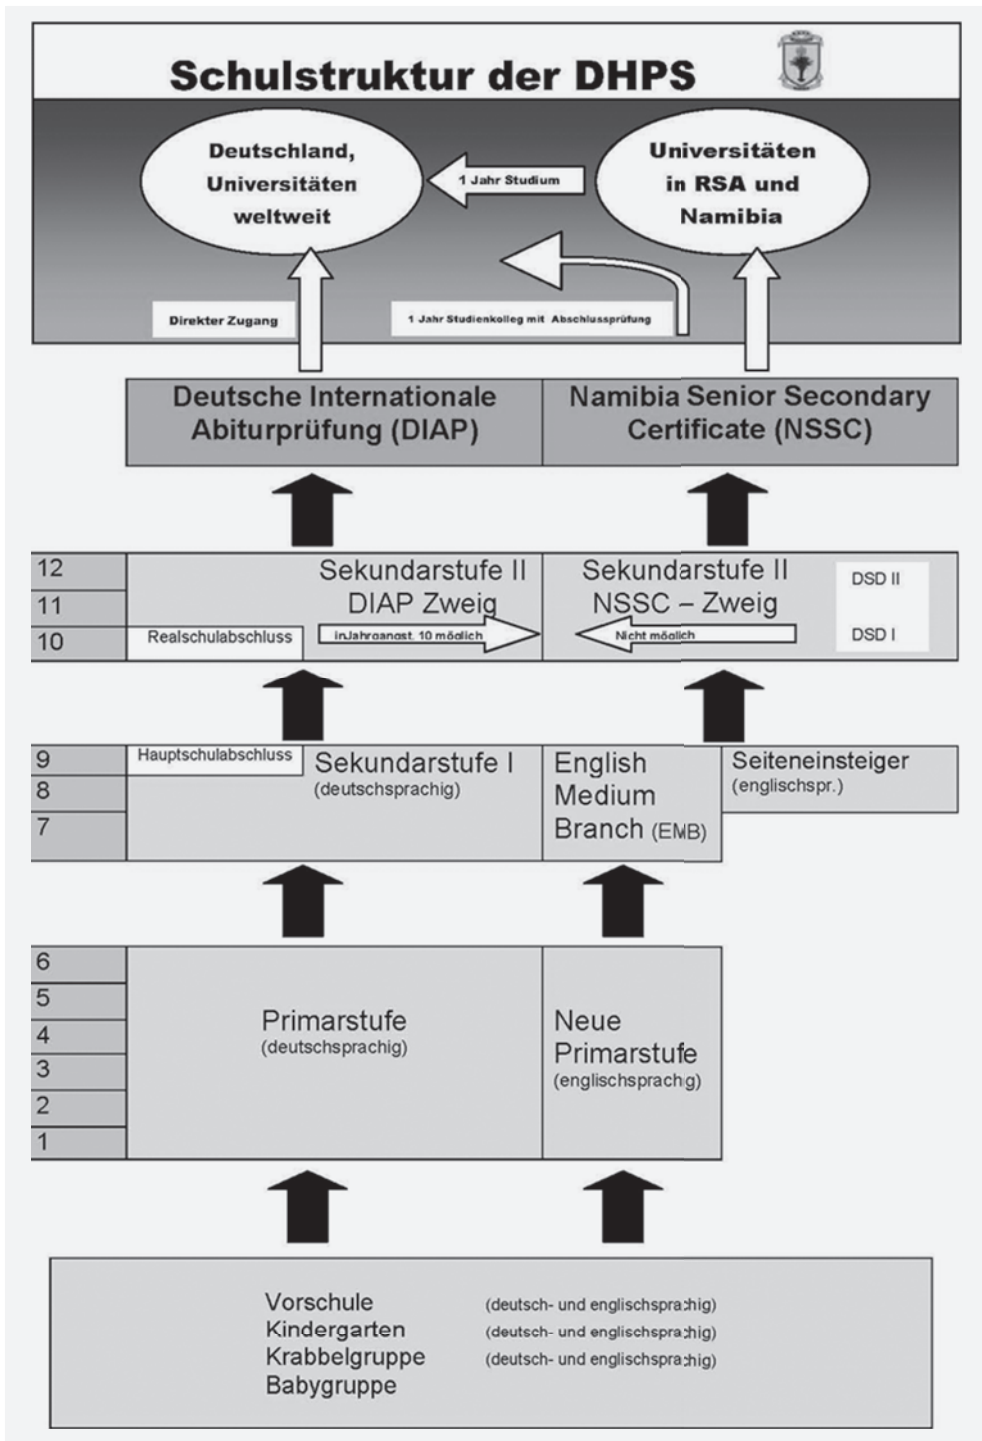 Schulstruktur der DHPS
Deutschland,
Universitäten
weltweit
1 Jahr Studium
Universitäten
in RSA und
Namibia
Direkter Zugang
1 Jahr Studienkolleg mit Abschlussprüfung
Deutsche Internationale
Abiturprüfung (DIAP)
Namibia Senior Secondary
Certificate (NSSC)
12
11
10
Realschulabschluss
Sekundarstufe II
DIAP Zweig
inJahrgangst. 10 möglich
Sekundarstufe II
NSSC – Zweig
Nicht möglich
DSD II
DSD I
9
8
7
Hauptschulabschluss
Sekundarstufe I
(deutschsprachig)
English
Medium
Branch (EMB)
Seiteneinsteiger
(englischspr.)
6
5
4
3
2
1
Primarstufe
(deutschsprachig)
Neue
Primarstufe
(englischsprachig)
Vorschule (deutsch- und englischsprachig)
Kindergarten (deutsch- und englischsprachig)
Krabbelgruppe (deutsch- und englischsprachig)
Babygruppe